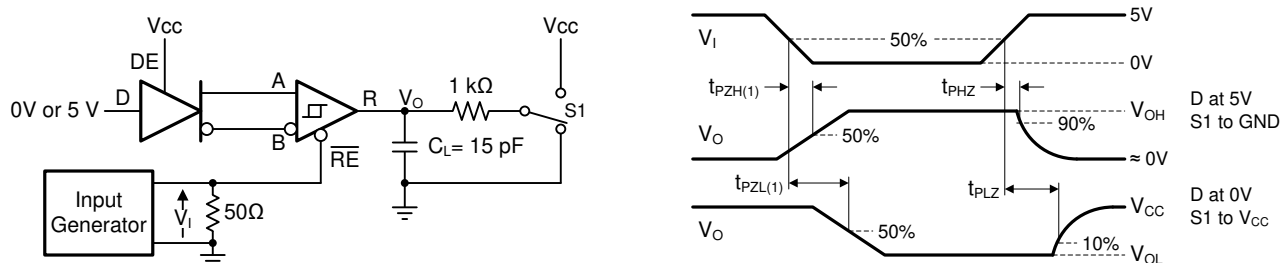 Vcc
DE
D
0V or 5 V
A
B
R
V_O
1 kΩ
Vcc
S1
C_L= 15 pF
RE
Input
Generator
V_I
50Ω
V_I
50%
5V
0V
t_PZH(1)
t_PHZ
V_O
50%
V_OH
90%
≈ 0V
D at 5V
S1 to GND
t_PZL(1)
t_PLZ
V_O
50%
V_CC
10%
V_OL
D at 0V
S1 to V_CC